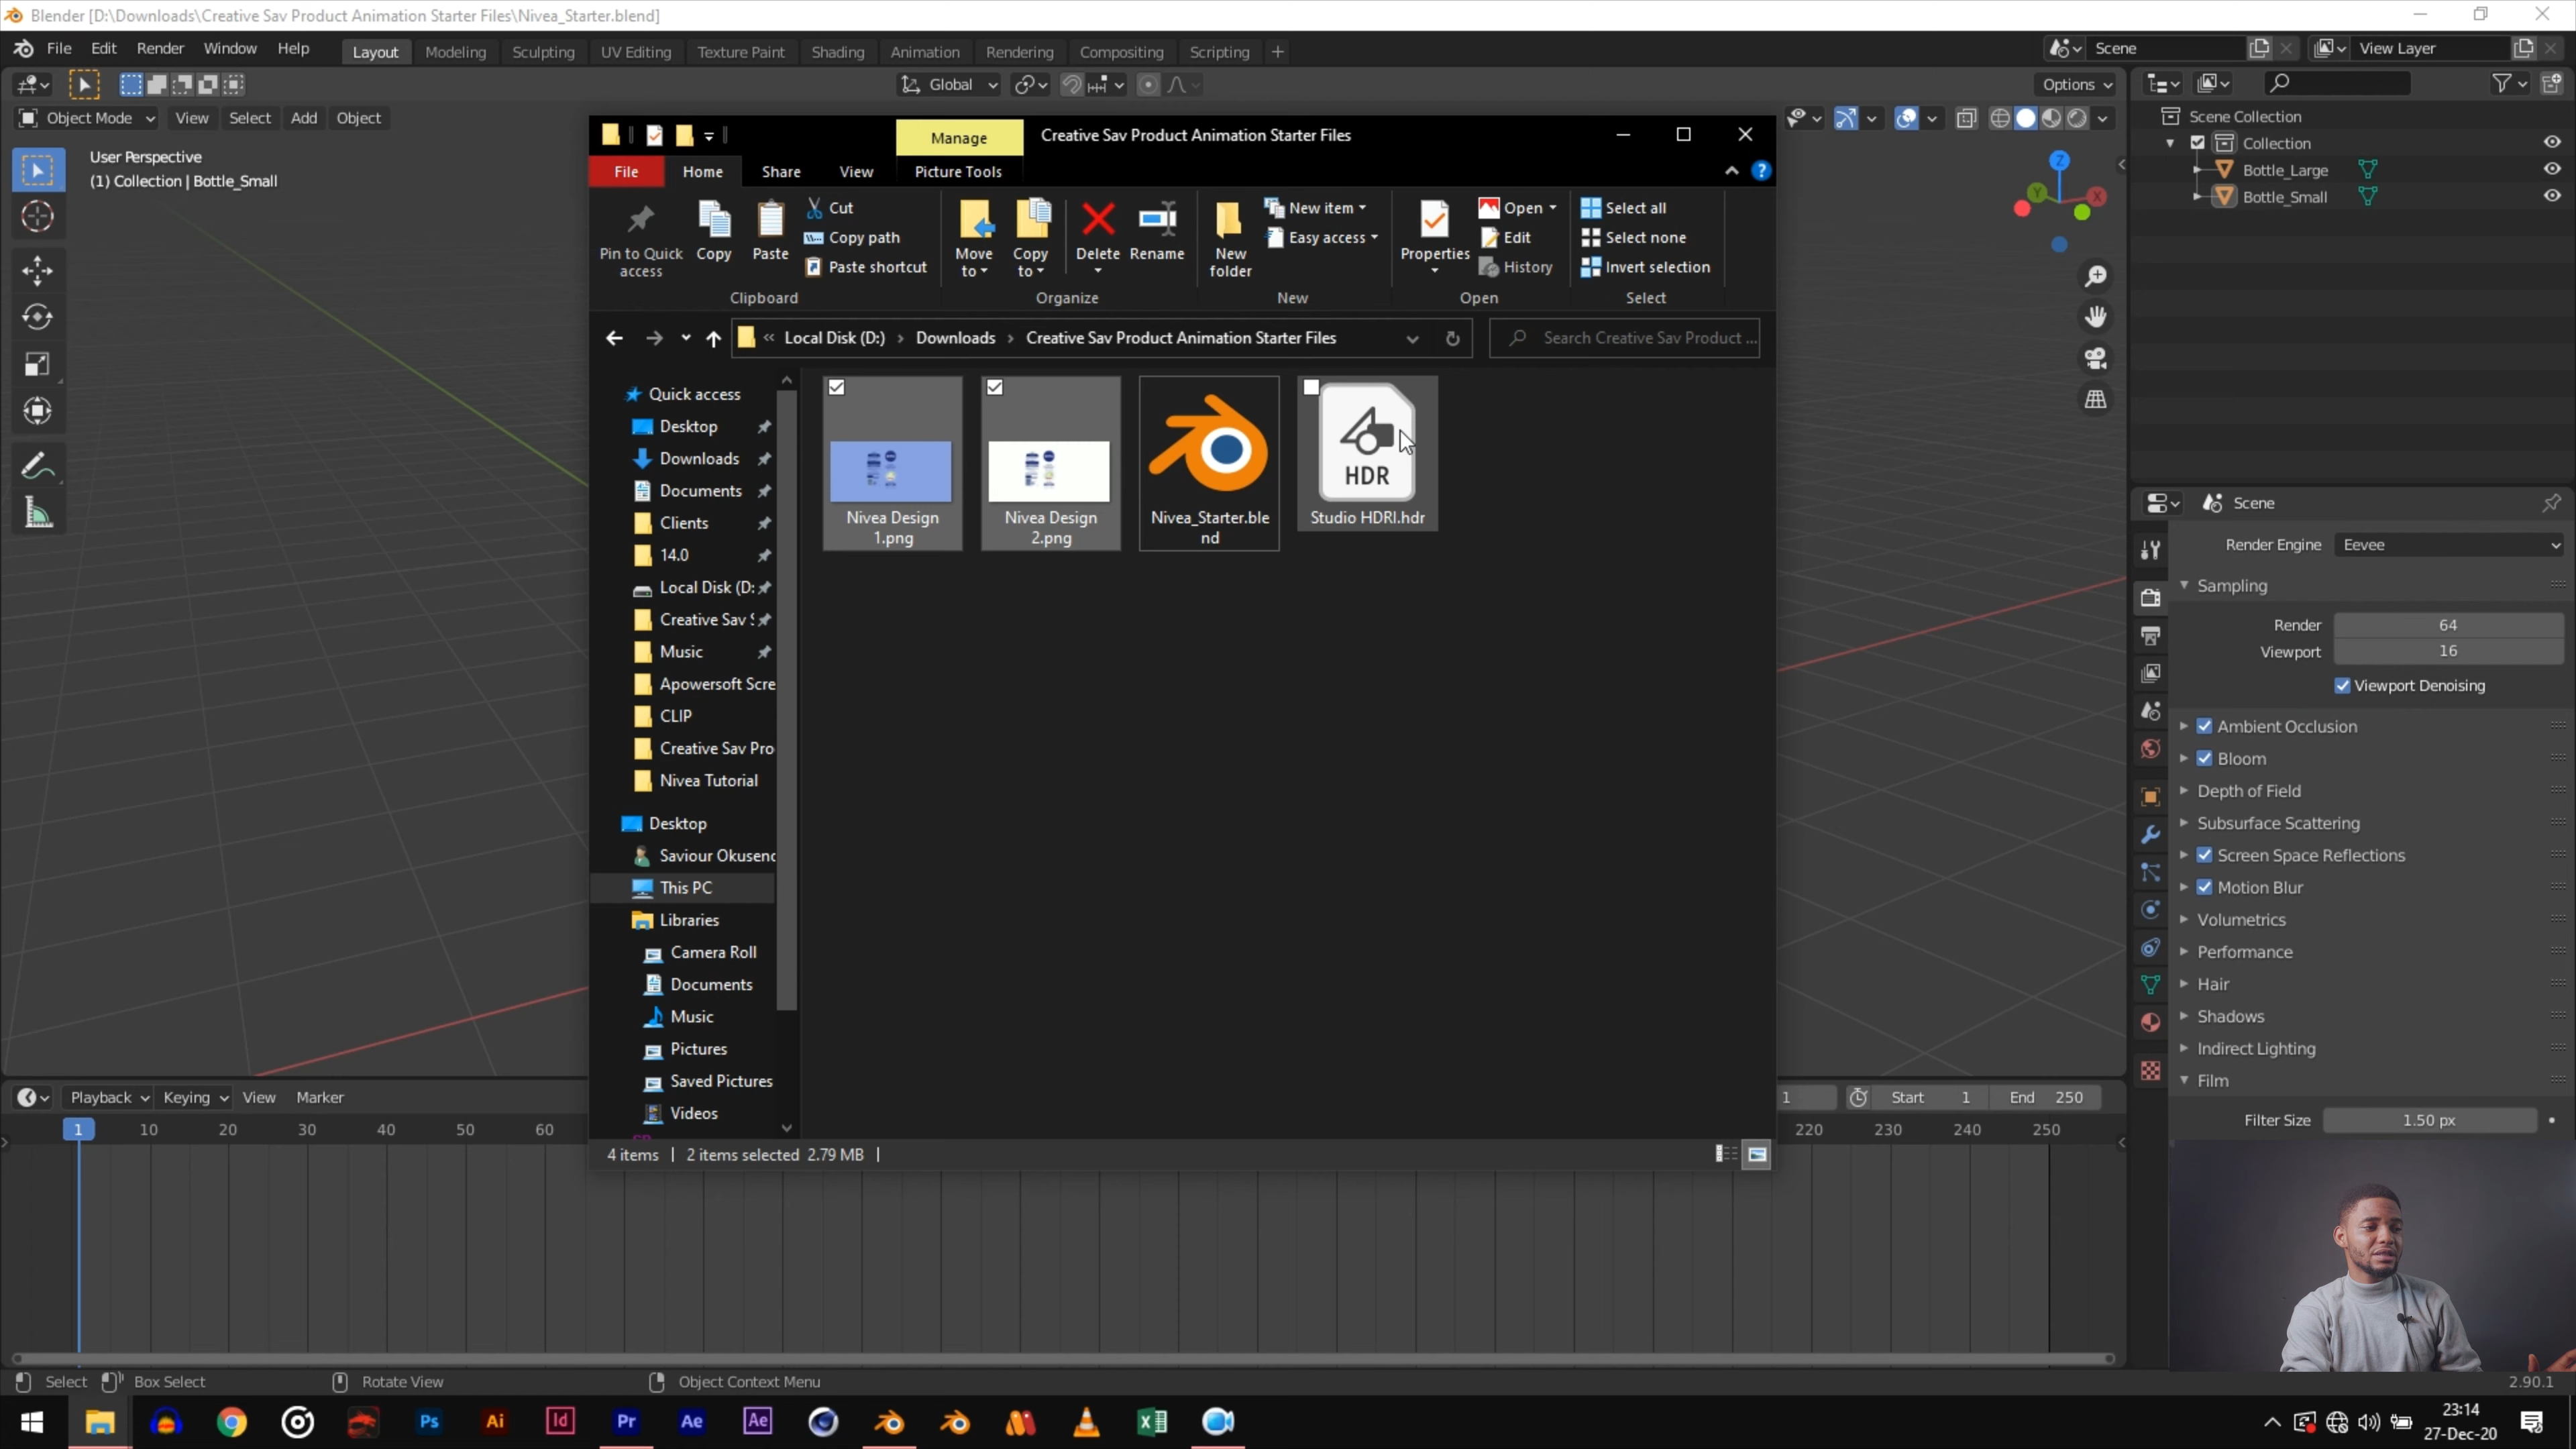 Blender [D:\Downloads\Creative Sav Product Animation Starter Files\Nivea_Starter.blend]
File Edit Render Window Help Layout Modeling Sculpting UV Editing Texture Paint Shading Animation Rendering Compositing Scripting + Scene View Layer
Global Options
Object Mode View Select Add Object
User Perspective
(1) Collection | Bottle_Small
Manage Creative Sav Product Animation Starter Files
File Home Share View Picture Tools
Pin to Quick access
Copy
Paste
Cut
Copy path
Paste shortcut
Clipboard
Move to
Copy to
Delete
Rename
Organize
New folder
New item
Easy access
New
Properties
Open
Edit
History
Open
Select all
Select none
Invert selection
Select
« Local Disk (D:) > Downloads > Creative Sav Product Animation Starter Files
Search Creative Sav Product ...
Quick access
Desktop
Downloads
Documents
Clients
14.0
Local Disk (D:
Creative Sav S
Music
Apowersoft Scre
CLIP
Creative Sav Pro
Nivea Tutorial
Desktop
Saviour Okusenc
This PC
Libraries
Camera Roll
Documents
Music
Pictures
Saved Pictures
Videos
HDR
Nivea Design 1.png
Nivea Design 2.png
Nivea_Starter.blend
Studio HDRI.hdr
4 items | 2 items selected 2.79 MB |
Z
Y
X
Scene Collection
Collection
Bottle_Large
Bottle_Small
Scene
Render Engine Eevee
Sampling
Render 64
Viewport 16
Viewport Denoising
Ambient Occlusion
Bloom
Depth of Field
Subsurface Scattering
Screen Space Reflections
Motion Blur
Volumetrics
Performance
Hair
Shadows
Indirect Lighting
Film
Filter Size 1.50 px
Playback Keying View Marker
1 Start 1 End 250
1 10 20 30 40 50 60 220 230 240 250
Select Box Select Rotate View Object Context Menu 2.90.1
Ps Ai Id Pr Ae Ae
23:14
27-Dec-20